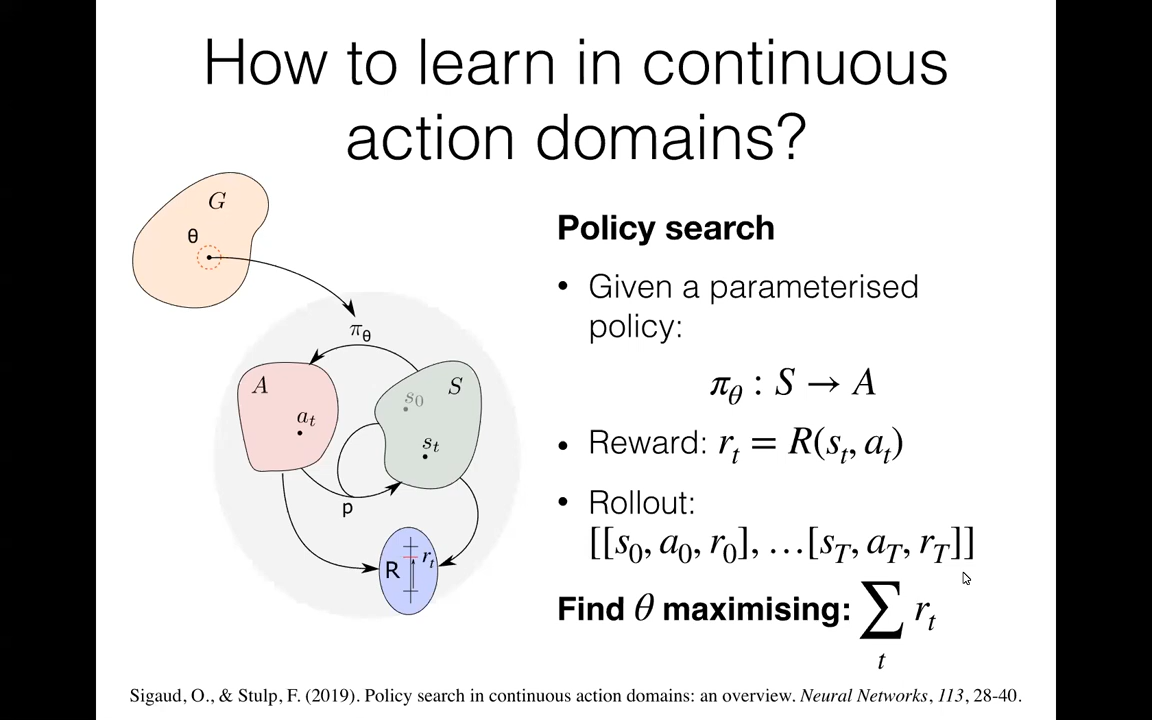 How to learn in continuous
action domains?
G
θ
π_θ
A
a_t
S
s_0
s_t
p
R
r_t
Policy search
• Given a parameterised
policy:
π_θ : S → A
• Reward: r_t = R(s_t, a_t)
• Rollout:
[[s_0, a_0, r_0], …[s_T, a_T, r_T]]
Find θ maximising: ∑_t r_t
Sigaud, O., & Stulp, F. (2019). Policy search in continuous action domains: an overview. Neural Networks, 113, 28-40.